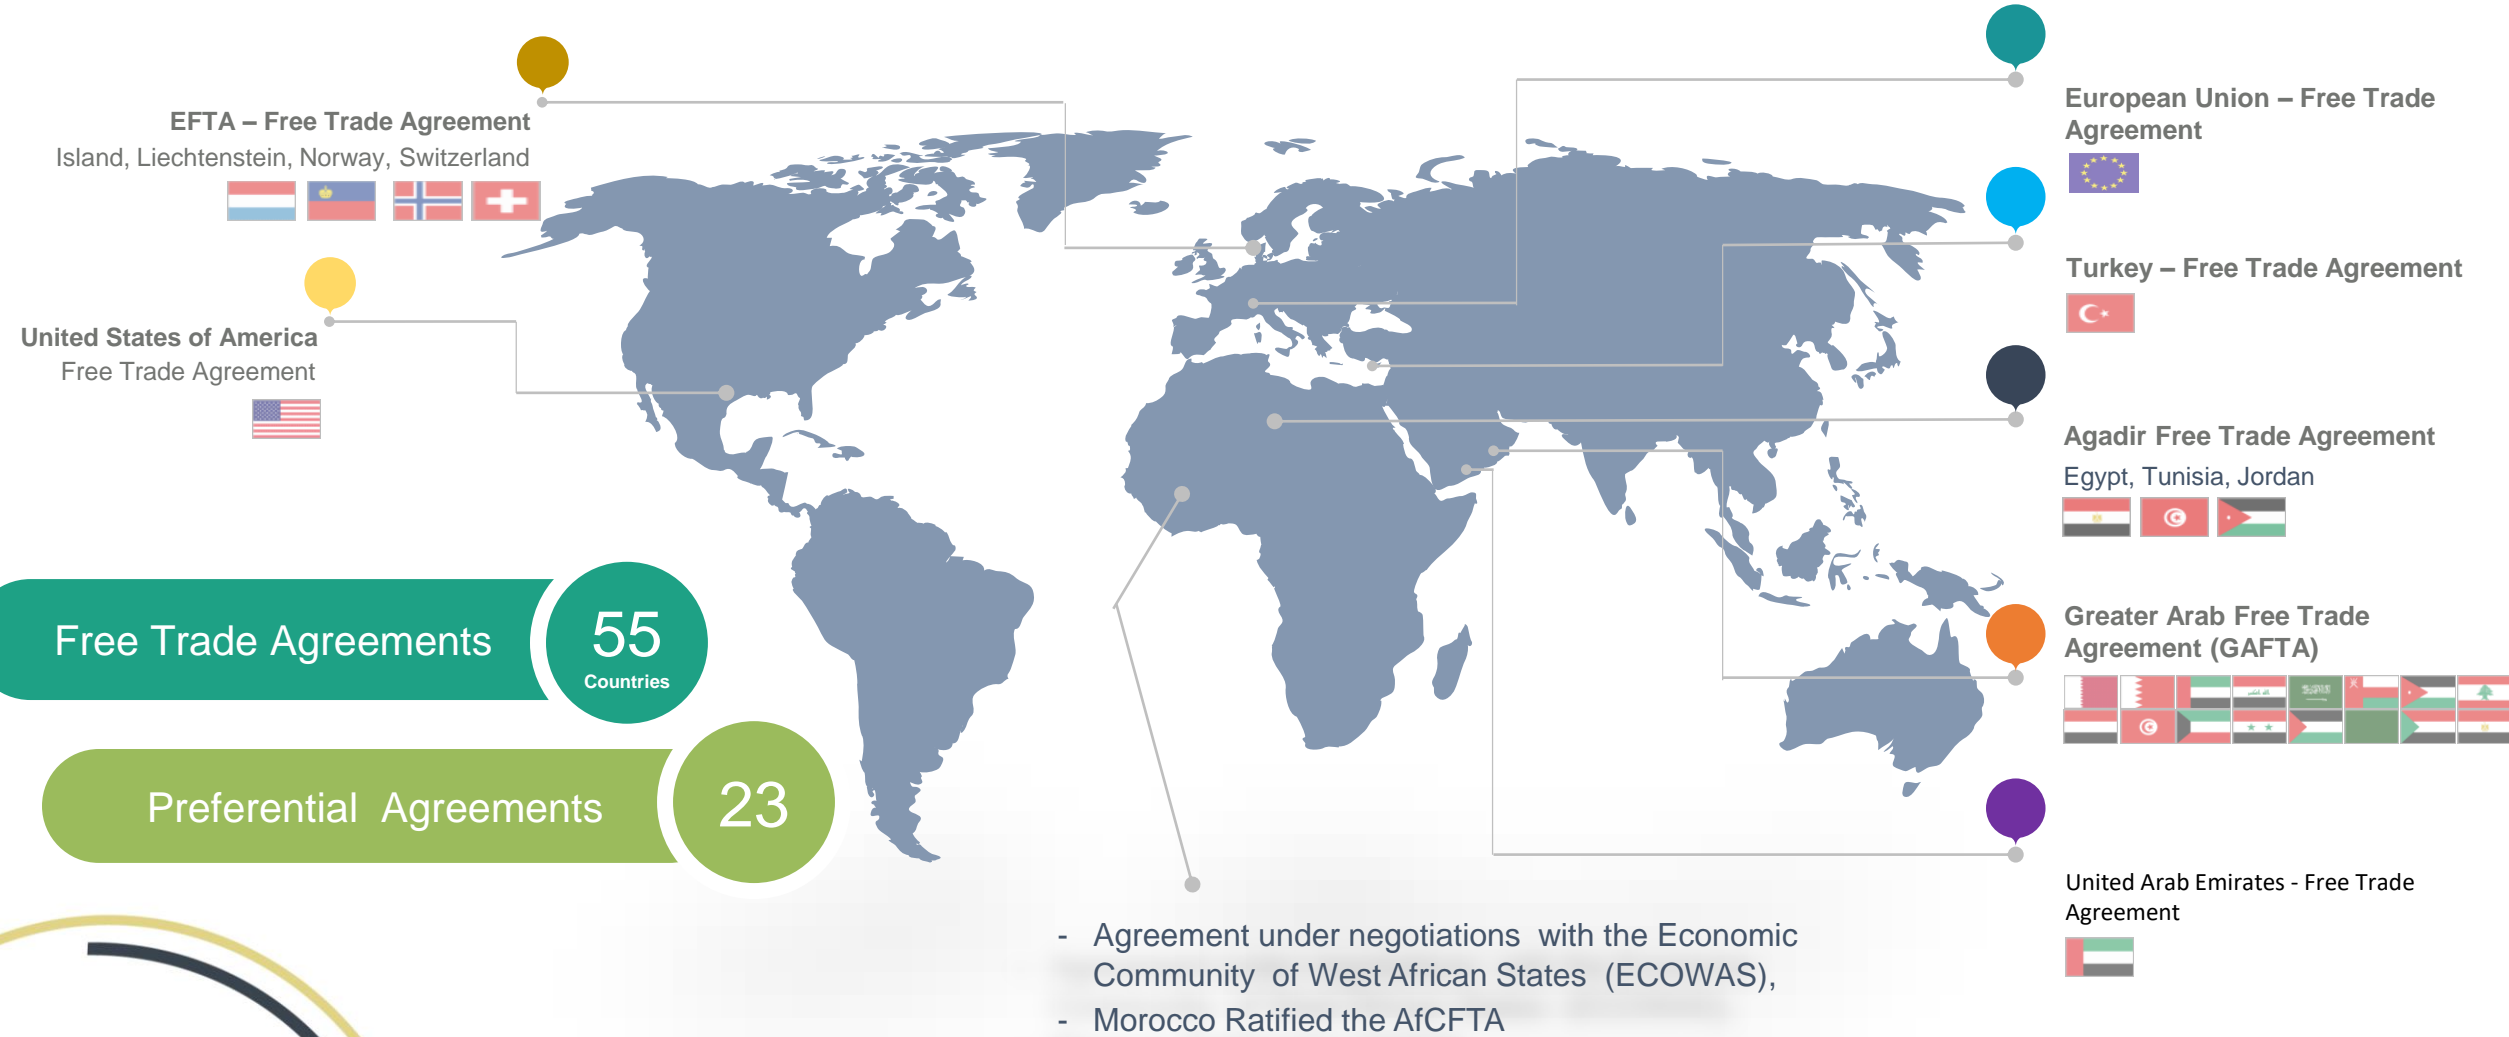 EFTA – Free Trade Agreement
Island, Liechtenstein, Norway, Switzerland
United States of America
Free Trade Agreement
European Union – Free Trade
Agreement
Turkey – Free Trade Agreement
Agadir Free Trade Agreement
Egypt, Tunisia, Jordan
Greater Arab Free Trade
Agreement (GAFTA)
United Arab Emirates - Free Trade
Agreement
Free Trade Agreements
55
Countries
Preferential Agreements
23
- Agreement under negotiations with the Economic
Community of West African States (ECOWAS),
- Morocco Ratified the AfCFTA